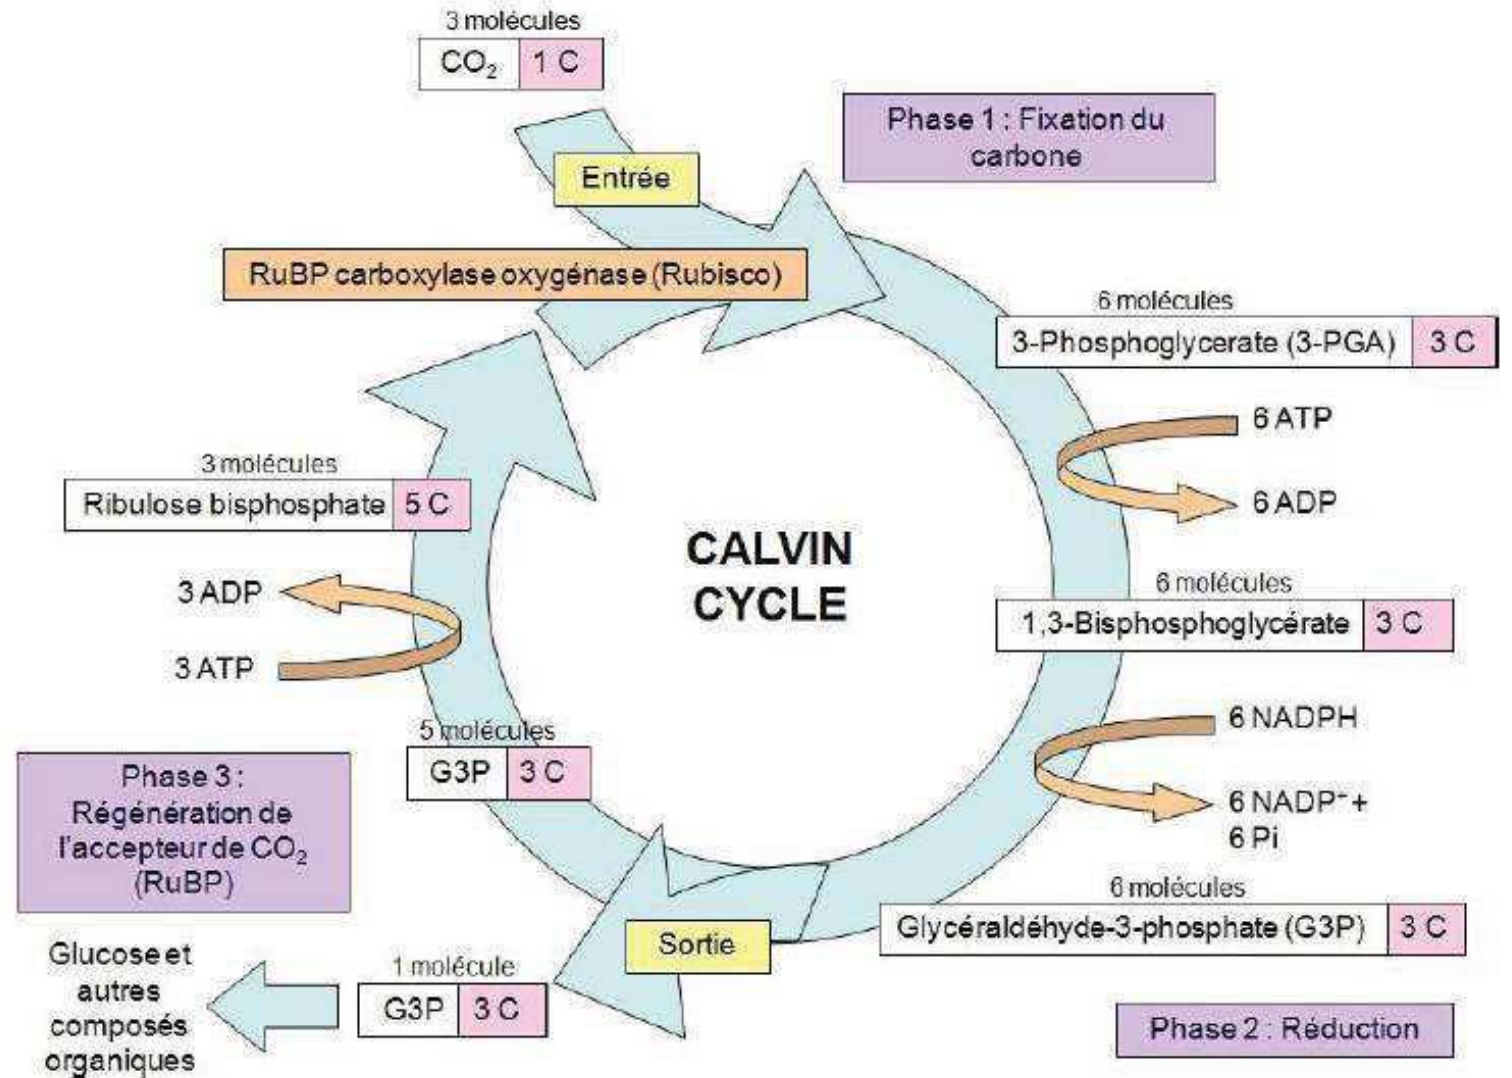 3 molécules
CO₂ 1 C
Entrée
Phase 1 : Fixation du
carbone
RuBP carboxylase oxygénase (Rubisco)
6 molécules
3-Phosphoglycerate (3-PGA) 3 C
6 ATP
6 ADP
6 molécules
1,3-Bisphosphoglycérate 3 C
6 NADPH
6 NADP⁺ +
6 Pi
6 molécules
Glycéraldéhyde-3-phosphate (G3P) 3 C
Phase 2 : Réduction
CALVIN
CYCLE
3 molécules
Ribulose bisphosphate 5 C
3 ADP
3 ATP
5 molécules
G3P 3 C
Phase 3 :
Régénération de
l'accepteur de CO₂
(RuBP)
Sortie
1 molécule
G3P 3 C
Glucose et
autres
composés
organiques